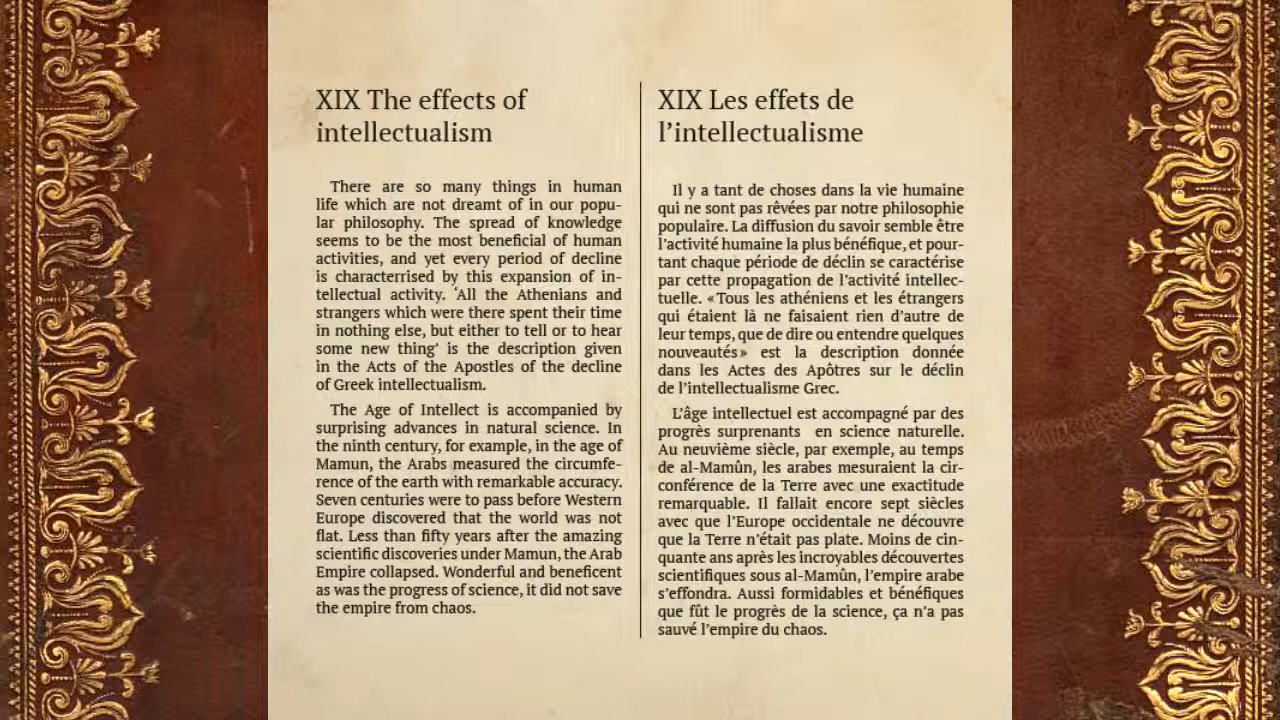 XIX The effects of
intellectualism
There are so many things in human
life which are not dreamt of in our popu-
lar philosophy. The spread of knowledge
seems to be the most beneficial of human
activities, and yet every period of decline
is characterrised by this expansion of in-
tellectual activity. ‘All the Athenians and
strangers which were there spent their time
in nothing else, but either to tell or to hear
some new thing’ is the description given
in the Acts of the Apostles of the decline
of Greek intellectualism.
The Age of Intellect is accompanied by
surprising advances in natural science. In
the ninth century, for example, in the age of
Mamun, the Arabs measured the circumfe-
rence of the earth with remarkable accuracy.
Seven centuries were to pass before Western
Europe discovered that the world was not
flat. Less than fifty years after the amazing
scientific discoveries under Mamun, the Arab
Empire collapsed. Wonderful and beneficent
as was the progress of science, it did not save
the empire from chaos.
XIX Les effets de
l’intellectualisme
Il y a tant de choses dans la vie humaine
qui ne sont pas rêvées par notre philosophie
populaire. La diffusion du savoir semble être
l’activité humaine la plus bénéfique, et pour-
tant chaque période de déclin se caractérise
par cette propagation de l’activité intellec-
tuelle. «Tous les athéniens et les étrangers
qui étaient là ne faisaient rien d’autre de
leur temps, que de dire ou entendre quelques
nouveautés» est la description donnée
dans les Actes des Apôtres sur le déclin
de l’intellectualisme Grec.
L’âge intellectuel est accompagné par des
progrès surprenants en science naturelle.
Au neuvième siècle, par exemple, au temps
de al-Mamûn, les arabes mesuraient la cir-
conférence de la Terre avec une exactitude
remarquable. Il fallait encore sept siècles
avec que l’Europe occidentale ne découvre
que la Terre n’était pas plate. Moins de cin-
quante ans après les incroyables découvertes
scientifiques sous al-Mamûn, l’empire arabe
s’effondra. Aussi formidables et bénéfiques
que fût le progrès de la science, ça n’a pas
sauvé l’empire du chaos.